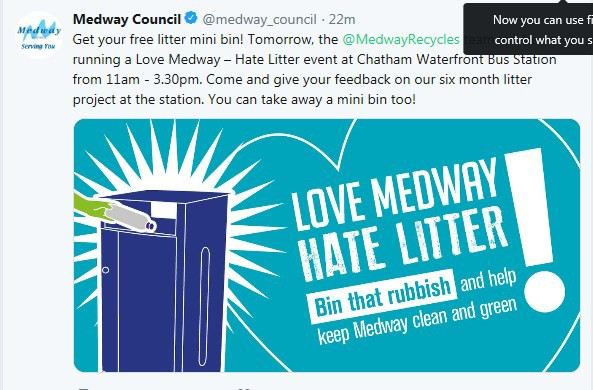 Medway Council @medway_council · 22m
Medway
Serving You
Get your free litter mini bin! Tomorrow, the @MedwayRecycles team
running a Love Medway – Hate Litter event at Chatham Waterfront Bus Station
from 11am - 3.30pm. Come and give your feedback on our six month litter
project at the station. You can take away a mini bin too!
Now you can use
control what you
LOVE MEDWAY
HATE LITTER!
Bin that rubbish and help
keep Medway clean and green